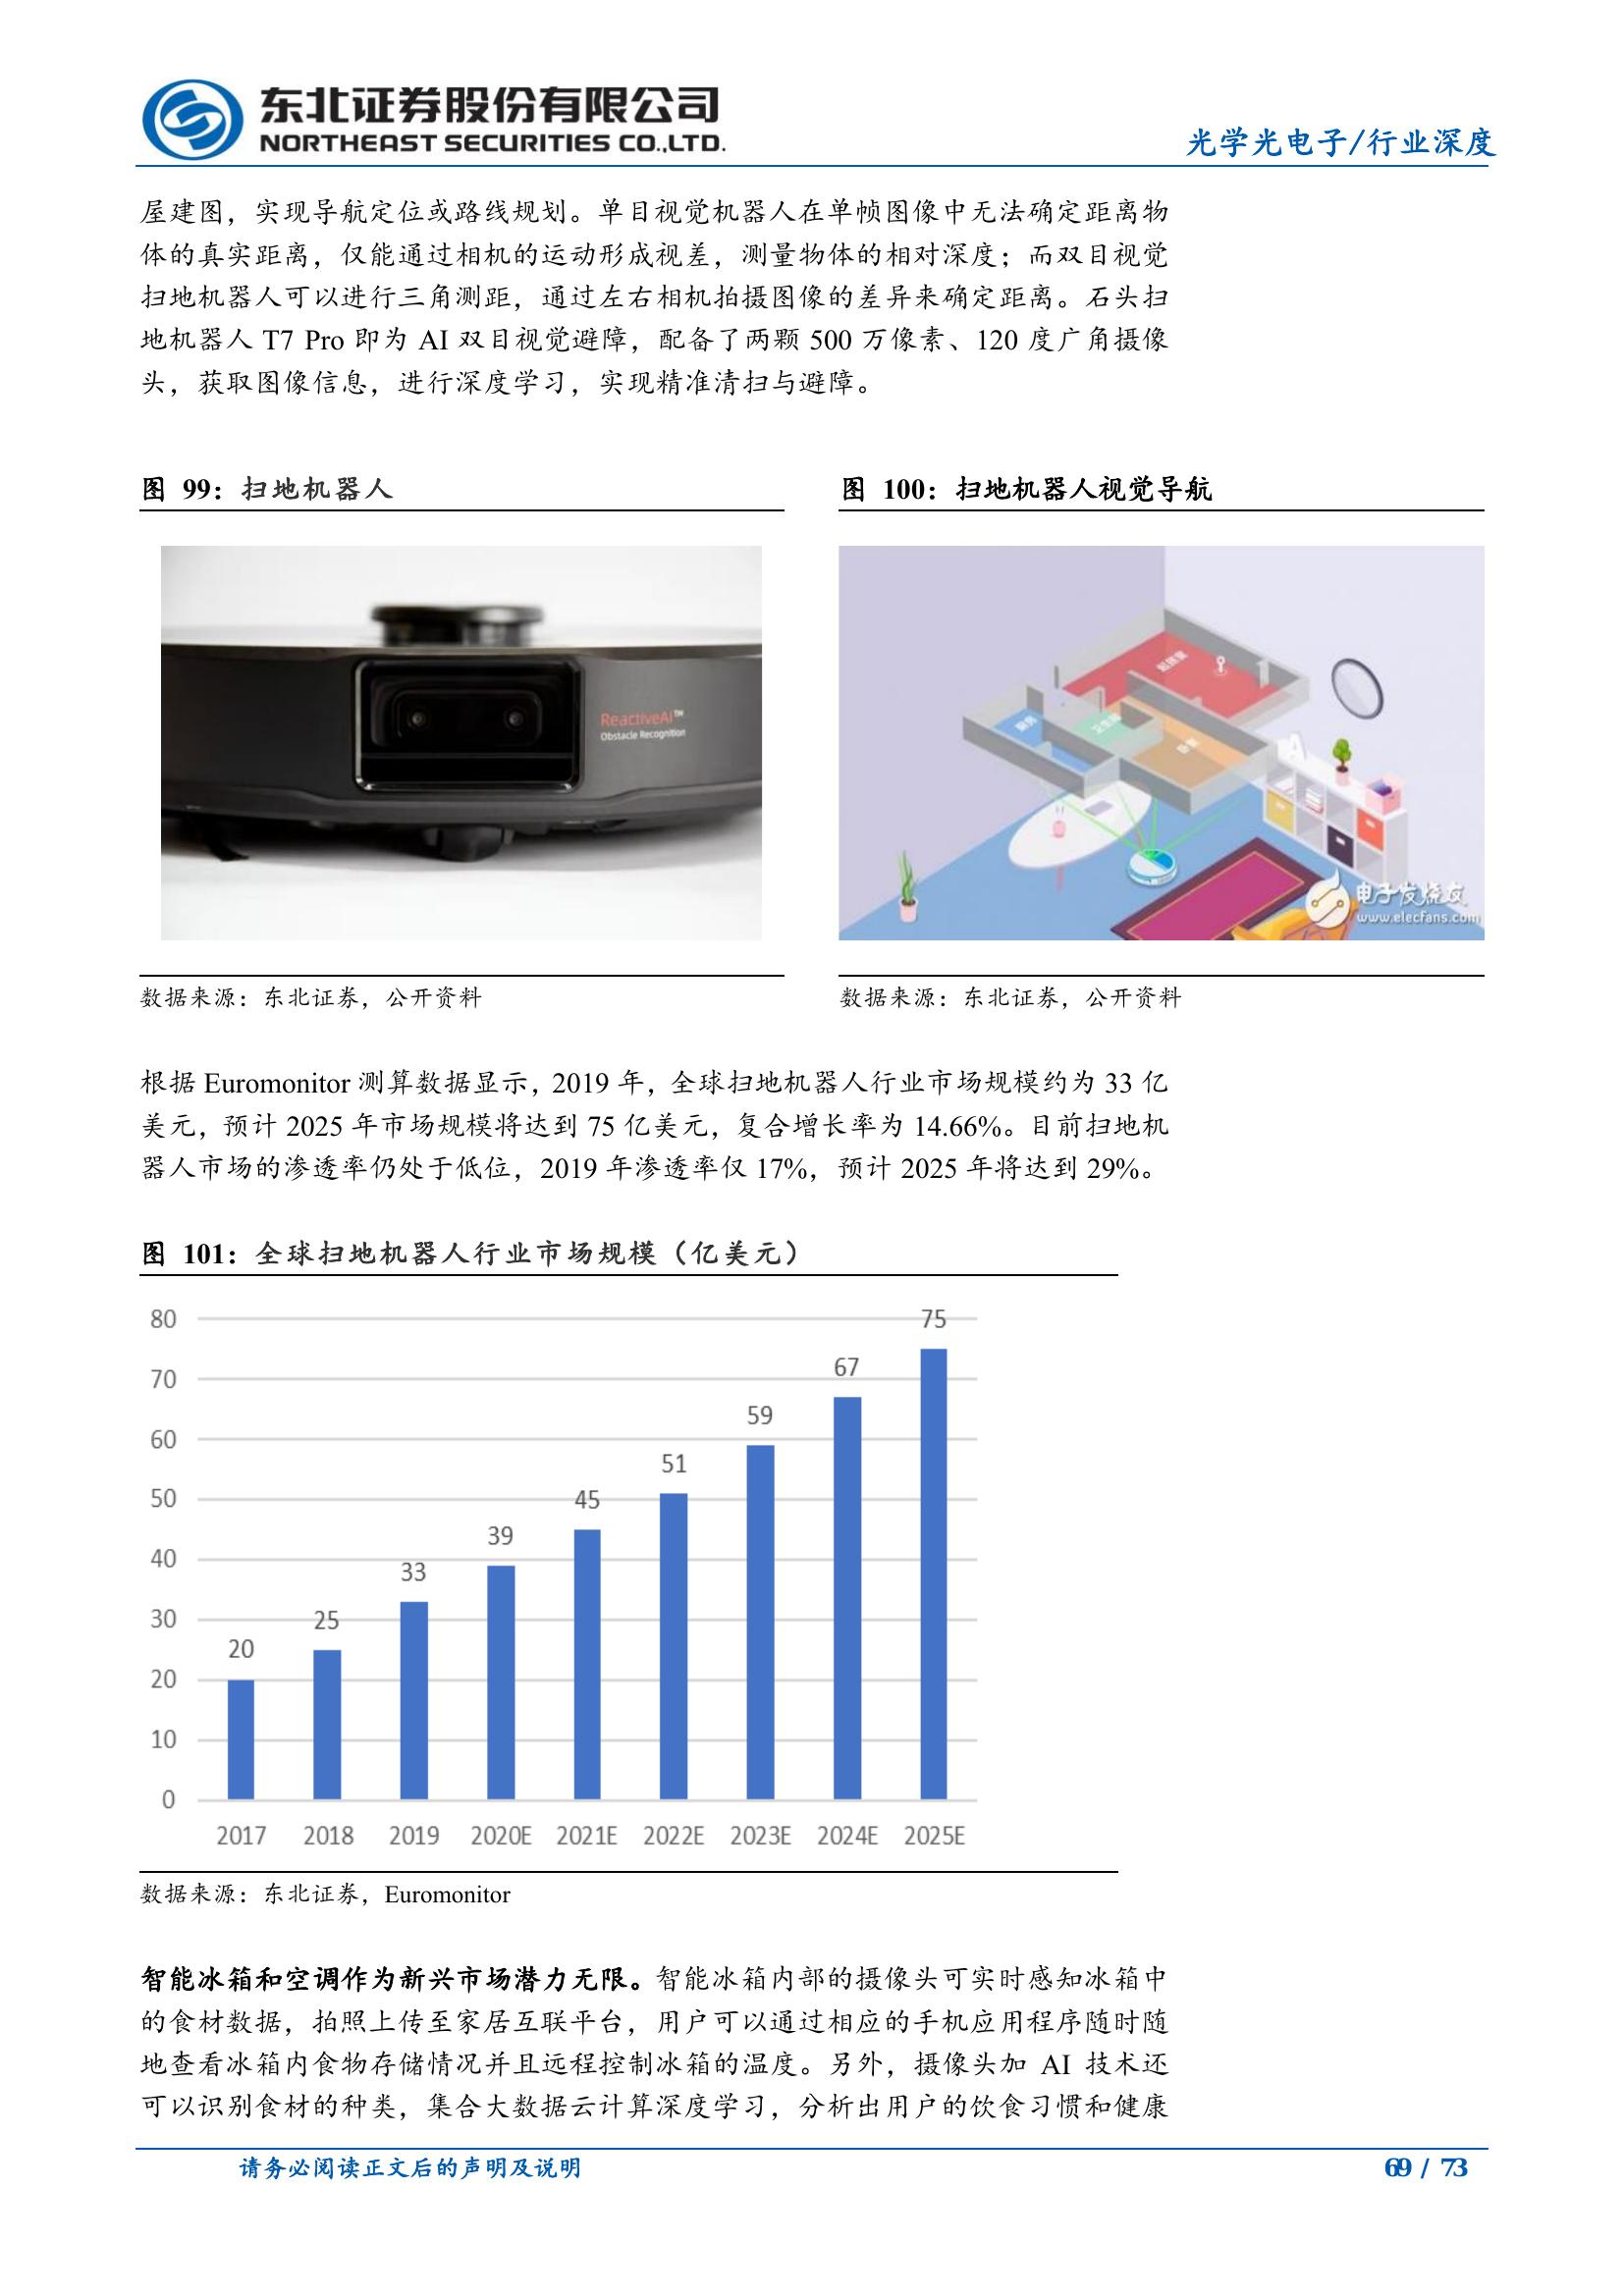 东北证券股份有限公司
NORTHEAST SECURITIES CO.,LTD.
光学光电子/行业深度
屋建图，实现导航定位或路线规划。单目视觉机器人在单帧图像中无法确定距离物
体的真实距离，仅能通过相机的运动形成视差，测量物体的相对深度；而双目视觉
扫地机器人可以进行三角测距，通过左右相机拍摄图像的差异来确定距离。石头扫
地机器人 T7 Pro 即为 AI 双目视觉避障，配备了两颗 500 万像素、120 度广角摄像
头，获取图像信息，进行深度学习，实现精准清扫与避障。
图 99：扫地机器人
ReactiveAI™
Obstacle Recognition
数据来源：东北证券，公开资料
图 100：扫地机器人视觉导航
厨房
电子发烧友
www.elecfans.com
数据来源：东北证券，公开资料
根据 Euromonitor 测算数据显示，2019 年，全球扫地机器人行业市场规模约为 33 亿
美元，预计 2025 年市场规模将达到 75 亿美元，复合增长率为 14.66%。目前扫地机
器人市场的渗透率仍处于低位，2019 年渗透率仅 17%，预计 2025 年将达到 29%。
图 101：全球扫地机器人行业市场规模（亿美元）
80
70
60
50
40
30
20
10
0
20
25
33
39
45
51
59
67
75
2017 2018 2019 2020E 2021E 2022E 2023E 2024E 2025E
数据来源：东北证券，Euromonitor
智能冰箱和空调作为新兴市场潜力无限。智能冰箱内部的摄像头可实时感知冰箱中
的食材数据，拍照上传至家居互联平台，用户可以通过相应的手机应用程序随时随
地查看冰箱内食物存储情况并且远程控制冰箱的温度。另外，摄像头加 AI 技术还
可以识别食材的种类，集合大数据云计算深度学习，分析出用户的饮食习惯和健康
请务必阅读正文后的声明及说明
69 / 73